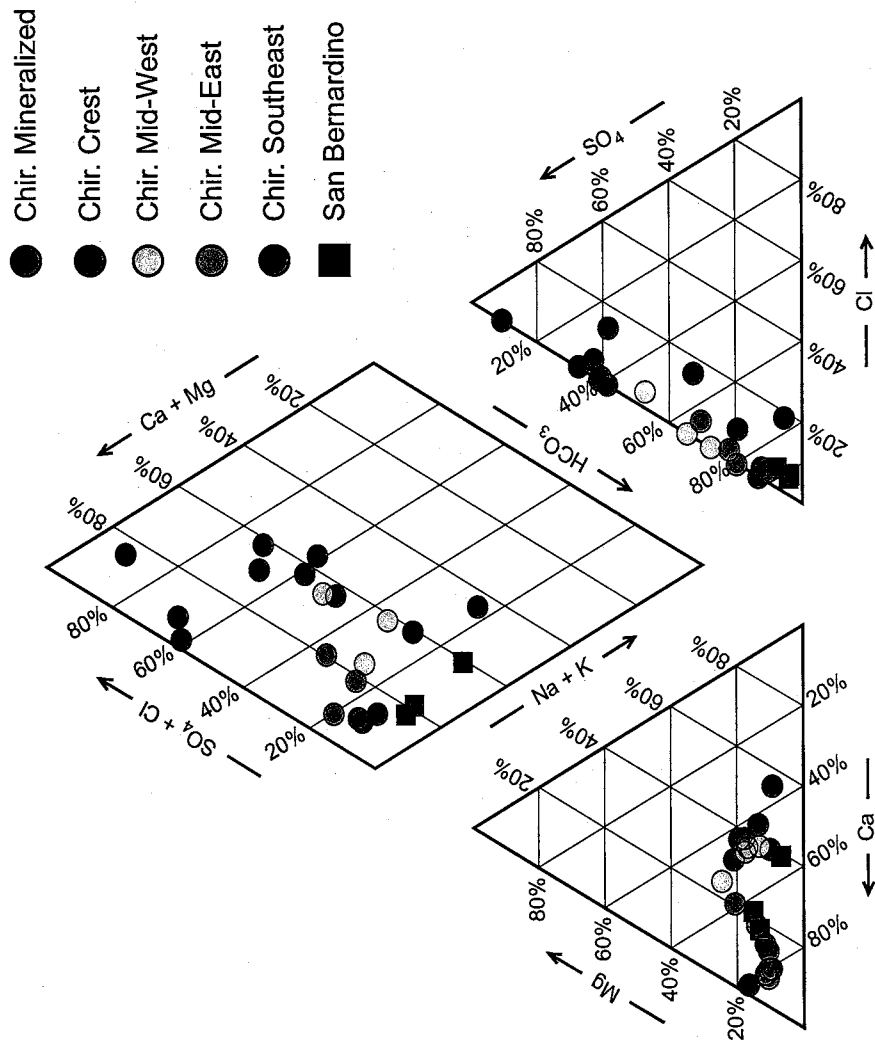 Chir. Mineralized
Chir. Crest
Chir. Mid-West
Chir. Mid-East
Chir. Southeast
San Bernardino
80%
60%
40%
20%
SO₄ + Cl
80%
60%
40%
20%
Ca + Mg
Na + K
HCO₃
80%
60%
40%
20%
Mg
20%
40%
60%
80%
80%
60%
40%
20%
Ca
20%
40%
60%
80%
80%
60%
40%
20%
SO₄
20%
40%
60%
80%
Cl